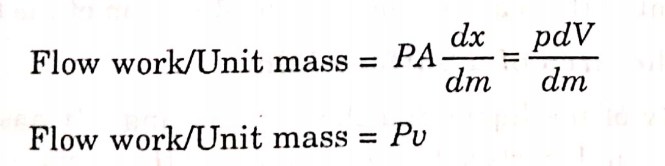 Flow work/Unit mass = PA dx/dm = pdV/dm
Flow work/Unit mass = Pv